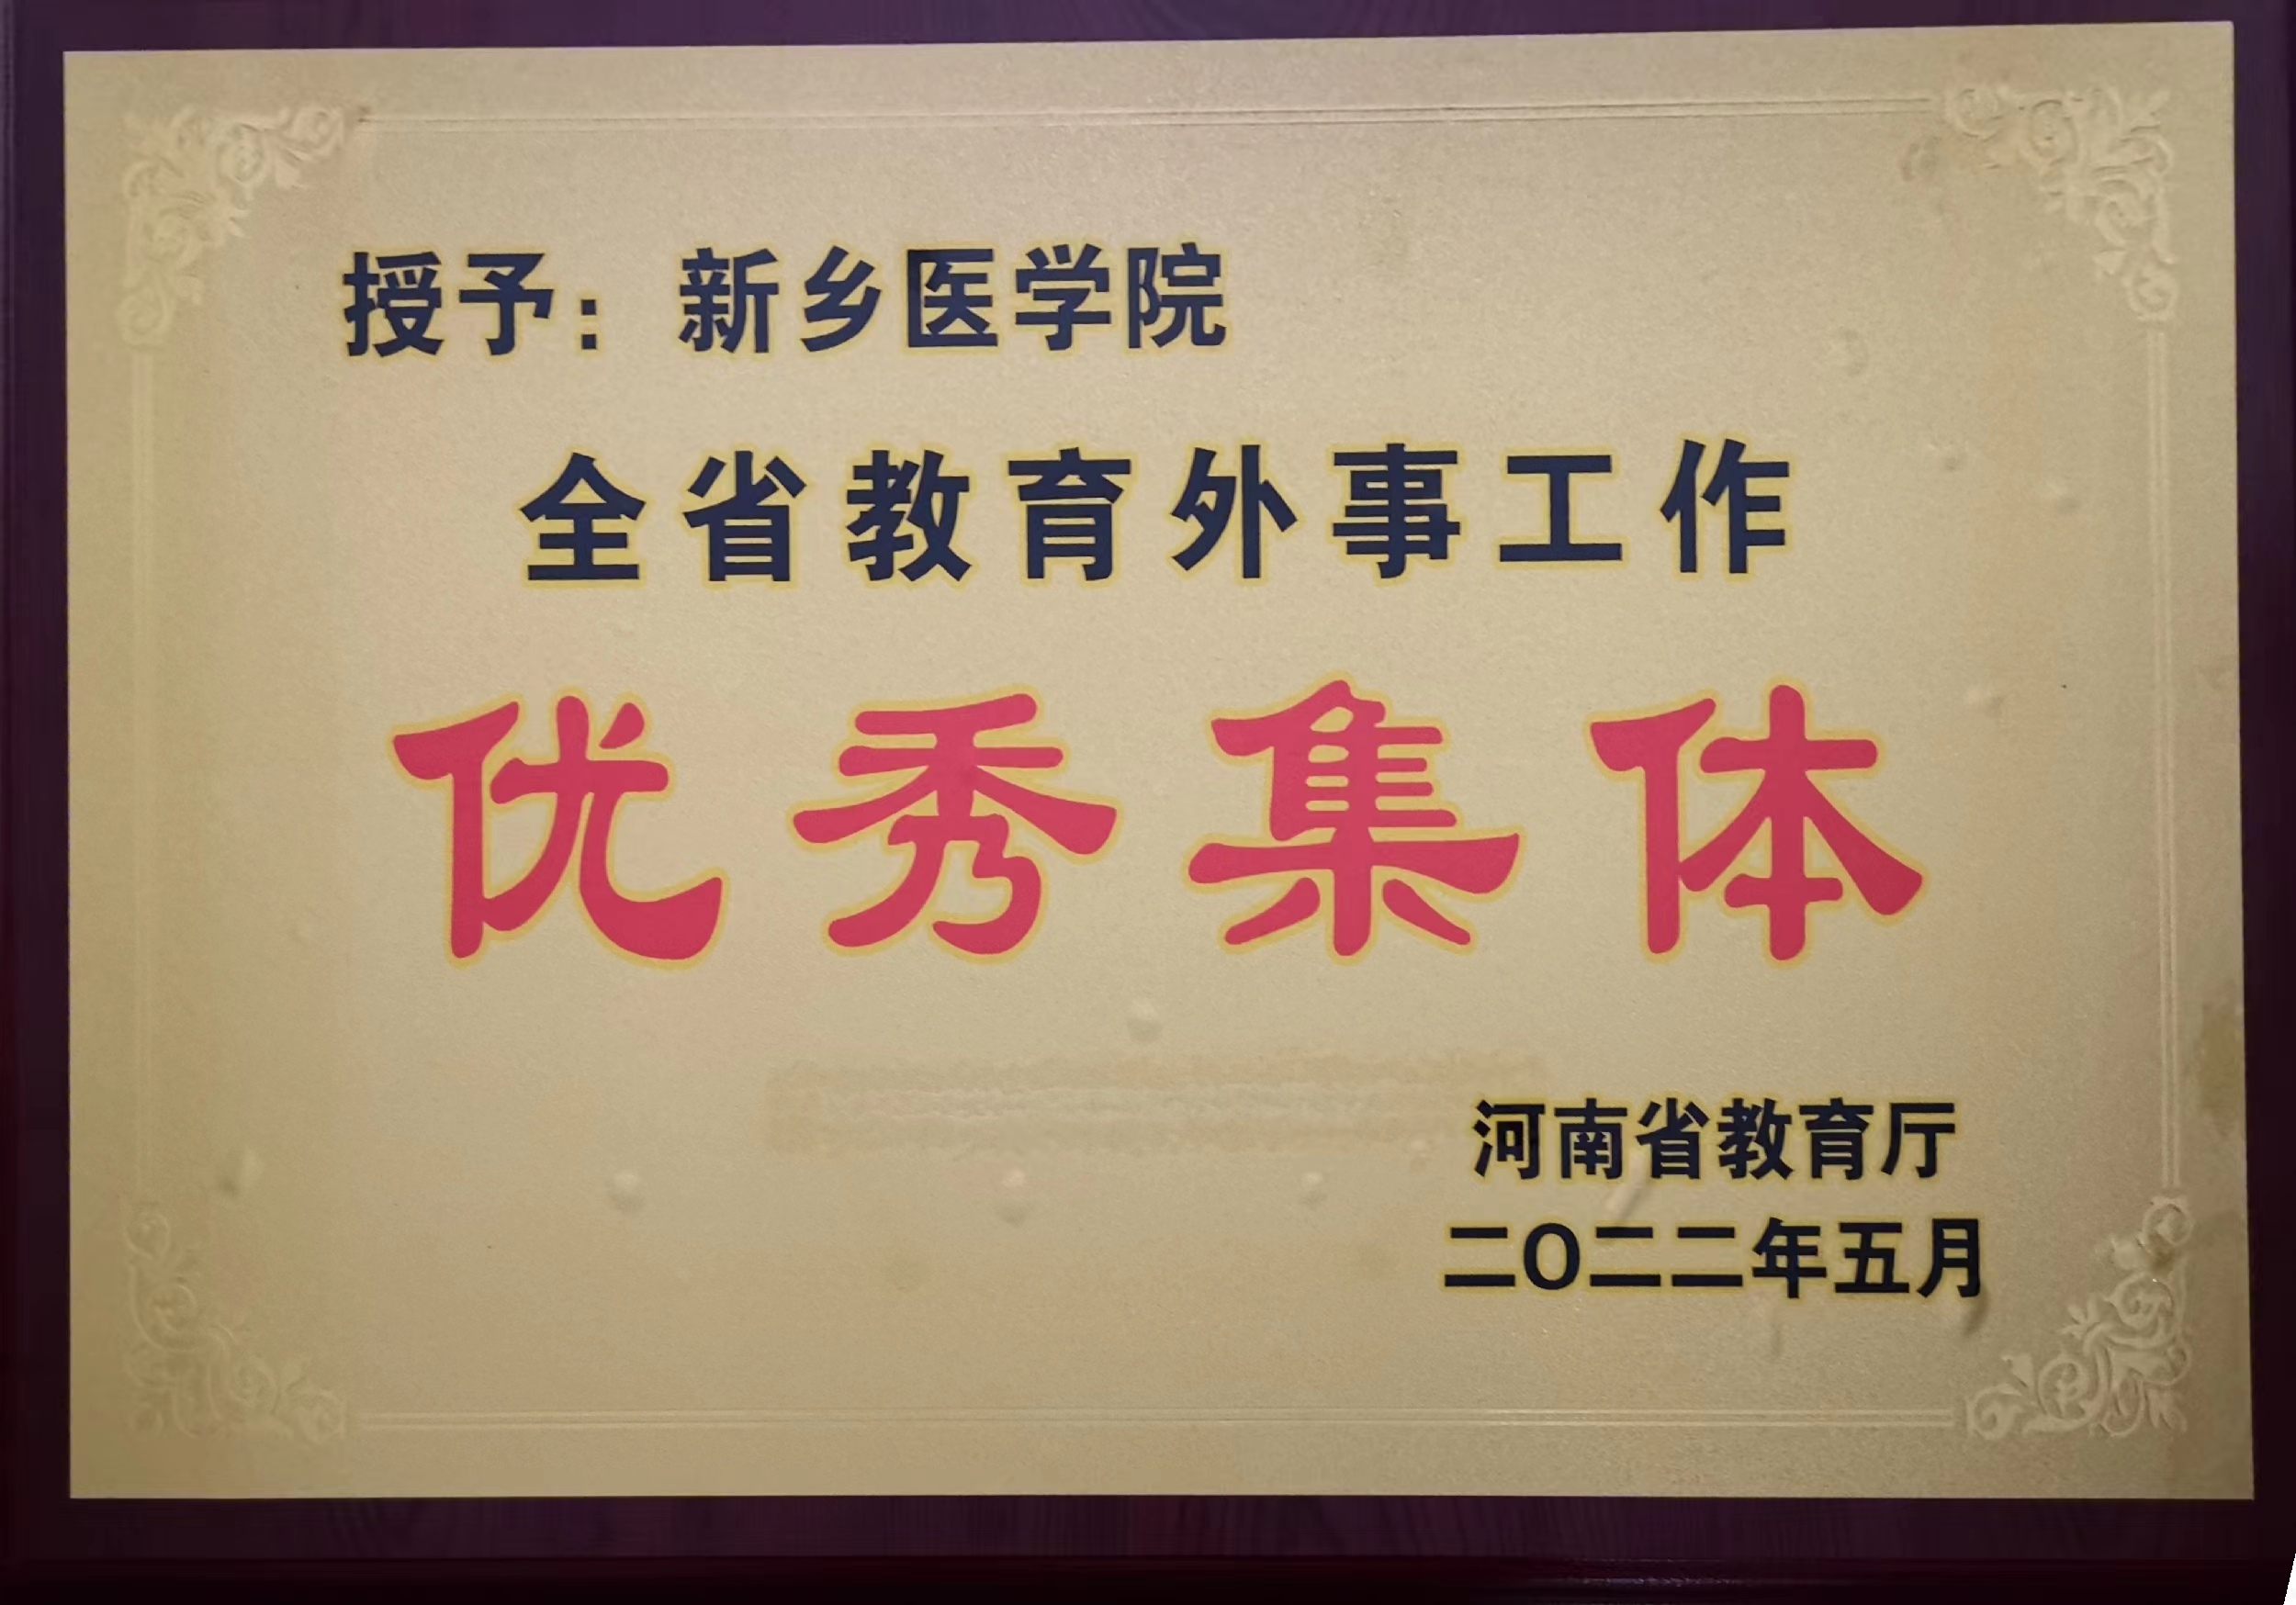 授予：新乡医学院
全省教育外事工作
优秀集体
河南省教育厅
二〇二二年五月